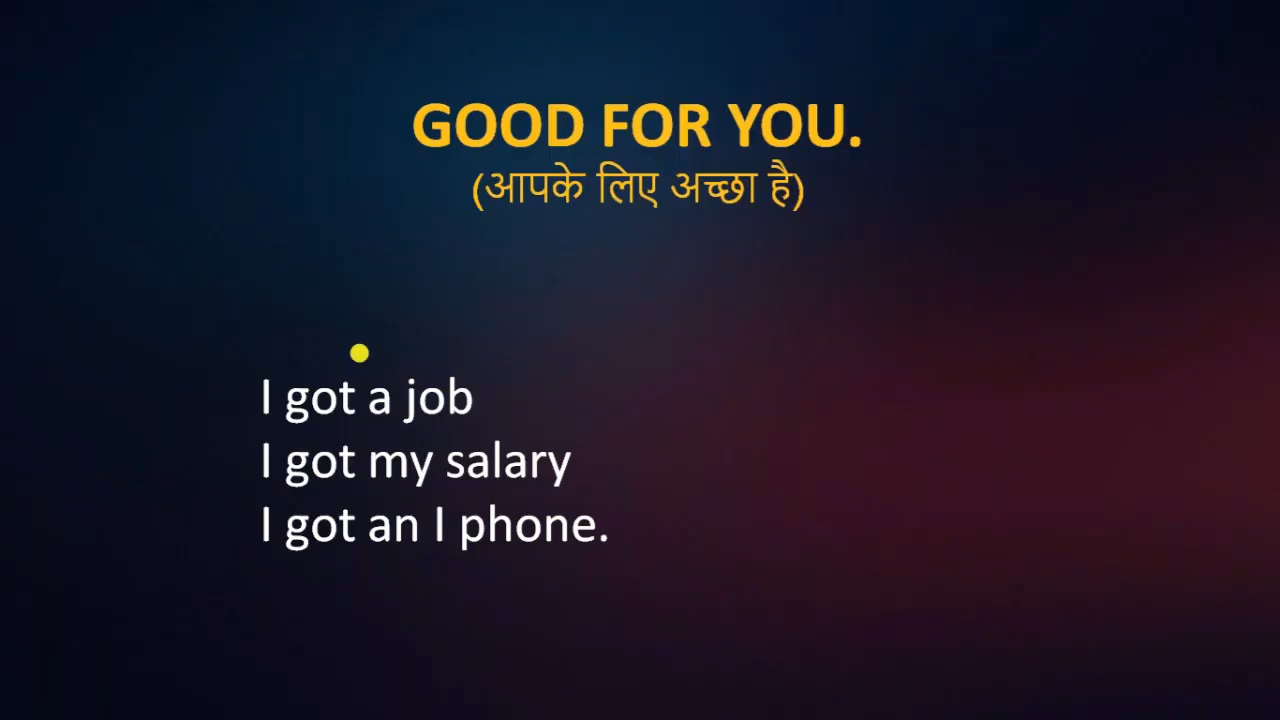 GOOD FOR YOU.
(आपके लिए अच्छा है)
I got a job
I got my salary
I got an I phone.